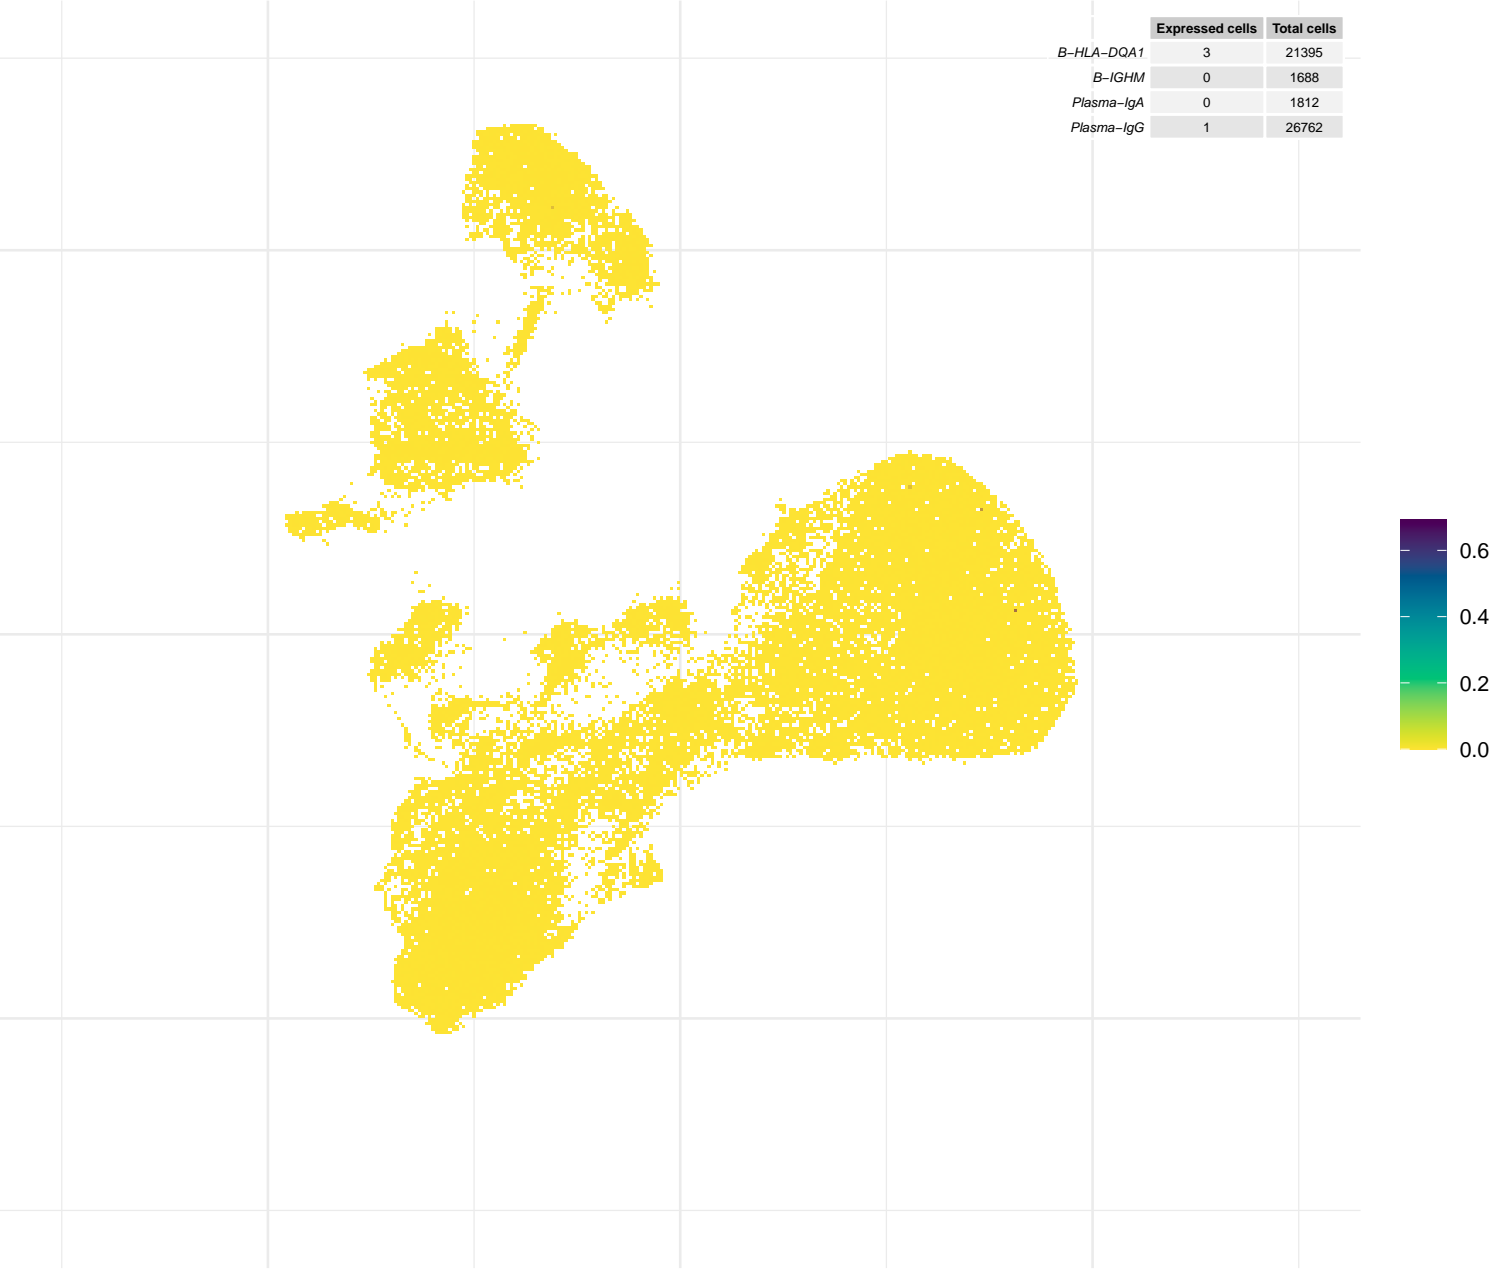 Expressed cells Total cells
B−HLA−DQA1 3 21395
B−IGHM 0 1688
Plasma−IgA 0 1812
Plasma−IgG 1 26762
0.6
0.4
0.2
0.0